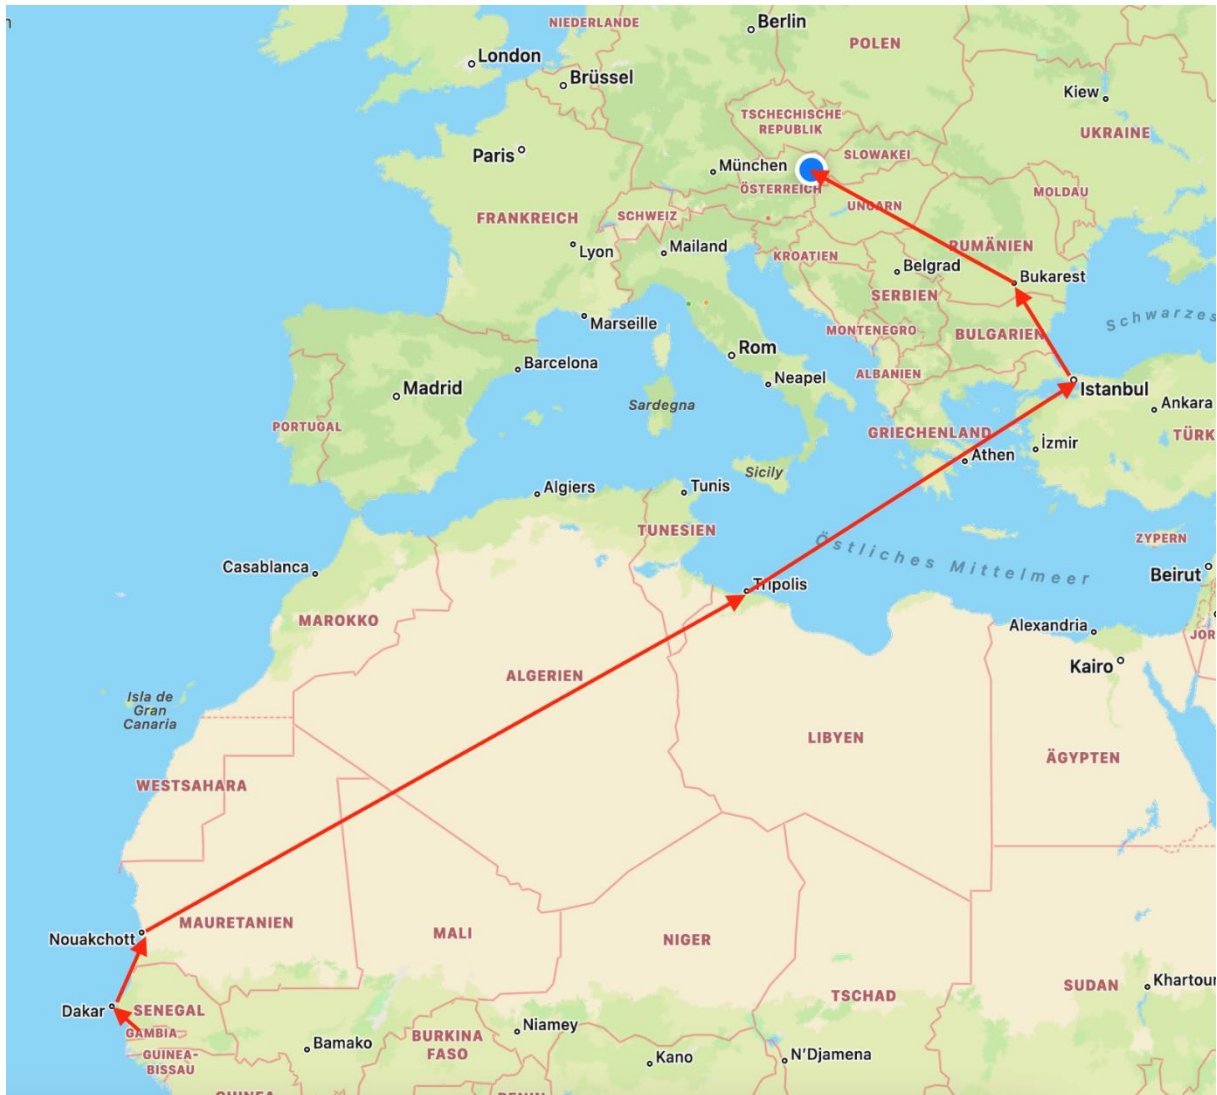 n
NIEDERLANDE
Berlin
POLEN
London
Brüssel
Kiew
TSCHECHISCHE
REPUBLIK
UKRAINE
Paris
München
SLOWAKEI
ÖSTERREICH
MOLDAU
FRANKREICH
SCHWEIZ
UNGARN
Lyon
Mailand
KROATIEN
RUMÄNIEN
Belgrad
Bukarest
SERBIEN
Marseille
MONTENEGRO
BULGARIEN
Schwarzes
Rom
Barcelona
Neapel
ALBANIEN
Madrid
Istanbul
Sardegna
Ankara
PORTUGAL
GRIECHENLAND
TÜRK
Athen
İzmir
Sicily
Algiers
Tunis
TUNESIEN
Östliches Mittelmeer
ZYPERN
Casablanca
Beirut
Tripolis
MAROKKO
Alexandria
JOR
Kairo
ALGERIEN
Isla de
Gran
Canaria
LIBYEN
ÄGYPTEN
WESTSAHARA
MAURETANIEN
Nouakchott
MALI
NIGER
SUDAN
Khartour
TSCHAD
Dakar
SENEGAL
GAMBIA
Niamey
BURKINA
FASO
Bamako
GUINEA-
BISSAU
Kano
N'Djamena
GUINEA
BENIN